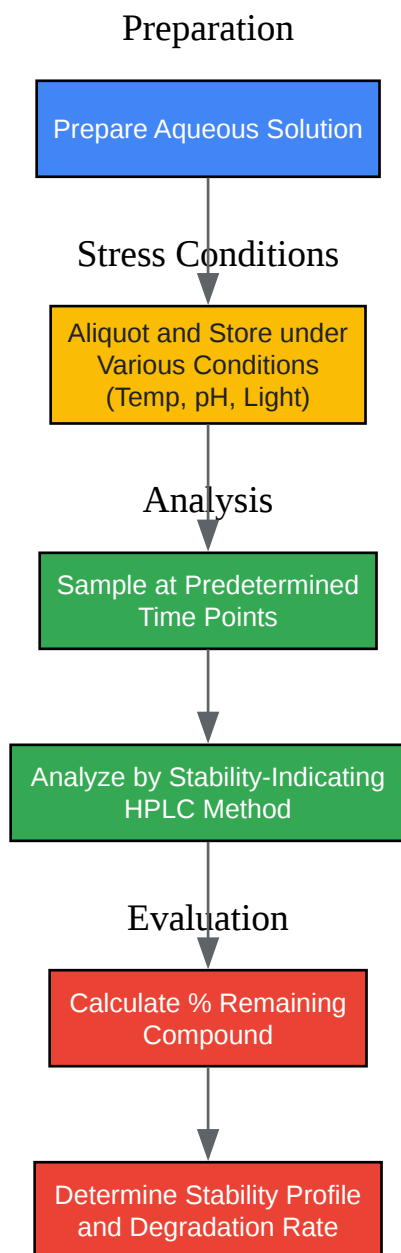 Preparation
Prepare Aqueous Solution
Stress Conditions
Aliquot and Store under
Various Conditions
(Temp, pH, Light)
Analysis
Sample at Predetermined
Time Points
Analyze by Stability-Indicating
HPLC Method
Evaluation
Calculate % Remaining
Compound
Determine Stability Profile
and Degradation Rate